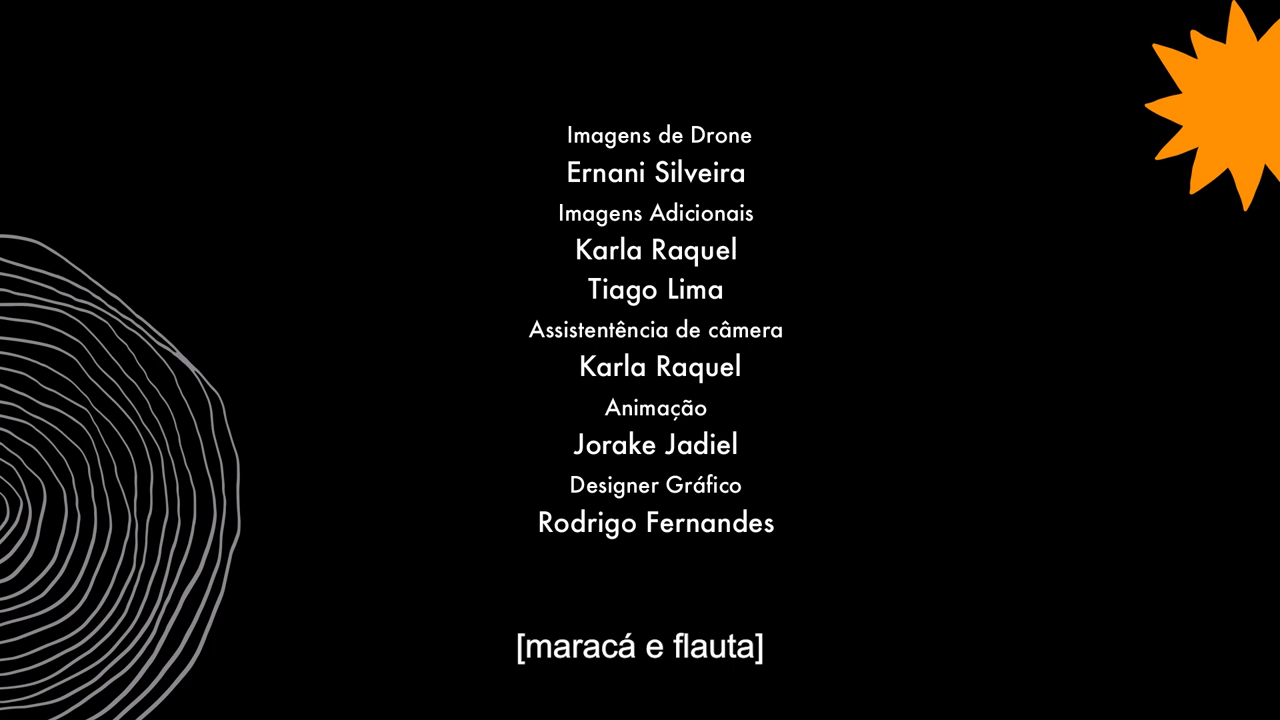 Imagens de Drone
Ernani Silveira
Imagens Adicionais
Karla Raquel
Tiago Lima
Assistentência de câmera
Karla Raquel
Animação
Jorake Jadiel
Designer Gráfico
Rodrigo Fernandes
[maracá e flauta]